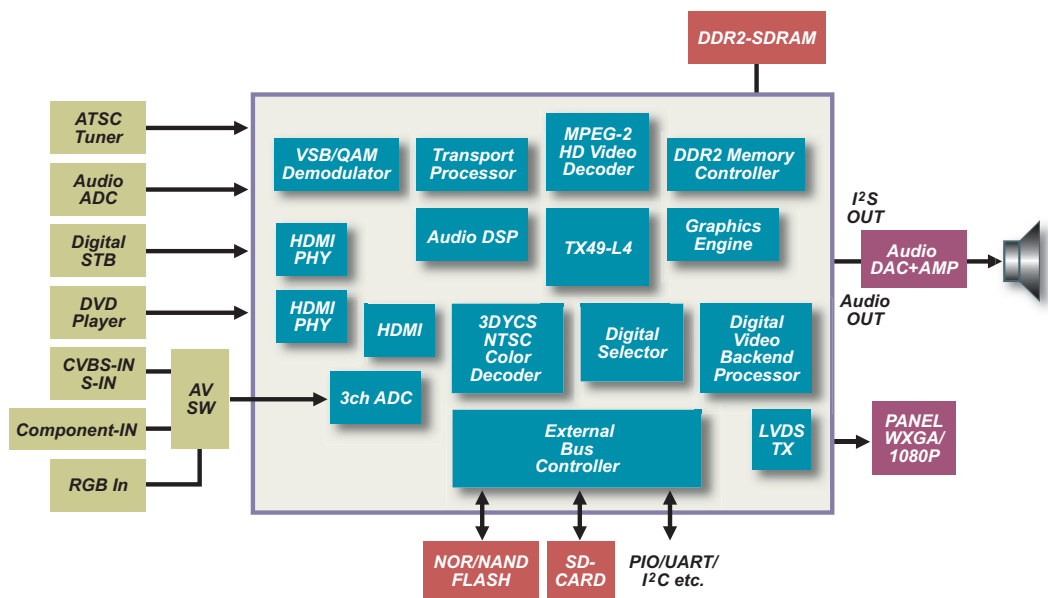 DDR2-SDRAM
ATSC
Tuner
Audio
ADC
Digital
STB
DVD
Player
CVBS-IN
S-IN
Component-IN
RGB In
AV
SW
VSB/QAM
Demodulator
Transport
Processor
MPEG-2
HD Video
Decoder
DDR2 Memory
Controller
HDMI
PHY
Audio DSP
TX49-L4
Graphics
Engine
HDMI
PHY
HDMI
3DYCS
NTSC
Color
Decoder
Digital
Selector
Digital
Video
Backend
Processor
3ch ADC
External
Bus
Controller
LVDS
TX
I²S
OUT
Audio
DAC+AMP
Audio
OUT
PANEL
WXGA/
1080P
NOR/NAND
FLASH
SD-
CARD
PIO/UART/
I²C etc.